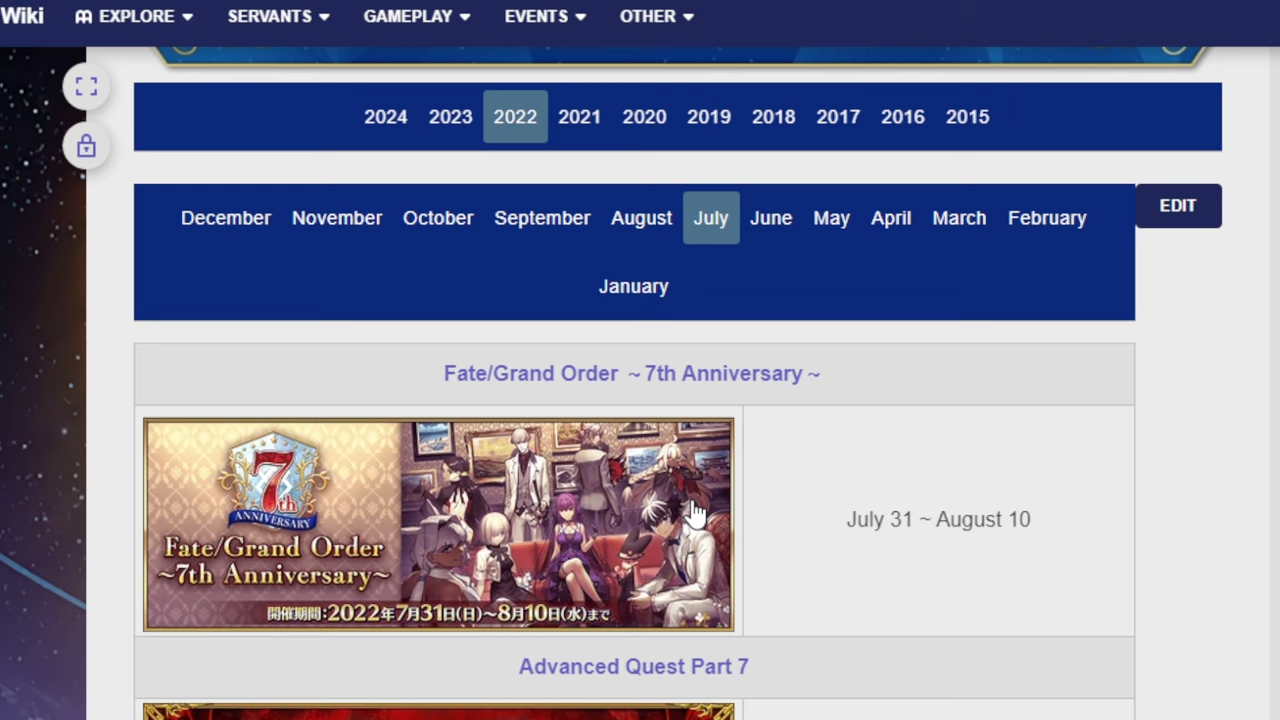 Wiki EXPLORE SERVANTS GAMEPLAY EVENTS OTHER
2024 2023 2022 2021 2020 2019 2018 2017 2016 2015
December November October September August July June May April March February
EDIT
January
Fate/Grand Order ~ 7th Anniversary ~
7th
ANNIVERSARY
Fate/Grand Order
~7th Anniversary~
開催期間:2022年7月31日(日)~8月10日(水)まで
July 31 ~ August 10
Advanced Quest Part 7